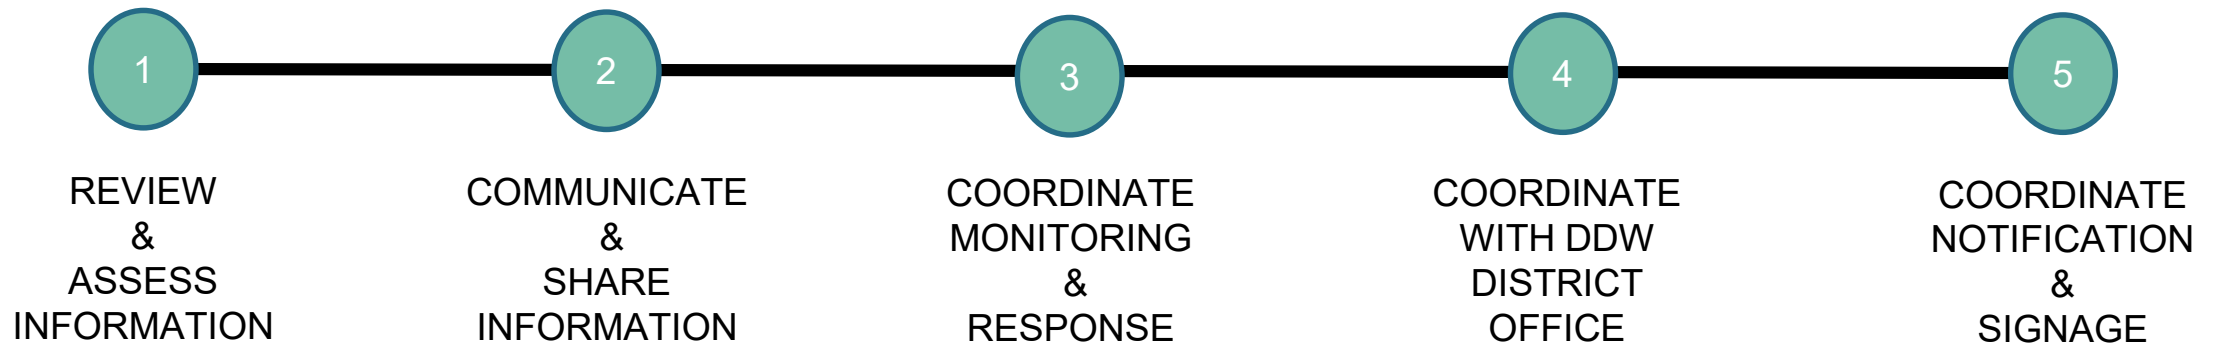 1
REVIEW
&
ASSESS
INFORMATION
2
COMMUNICATE
&
SHARE
INFORMATION
3
COORDINATE
MONITORING
&
RESPONSE
4
COORDINATE
WITH DDW
DISTRICT
OFFICE
5
COORDINATE
NOTIFICATION
&
SIGNAGE